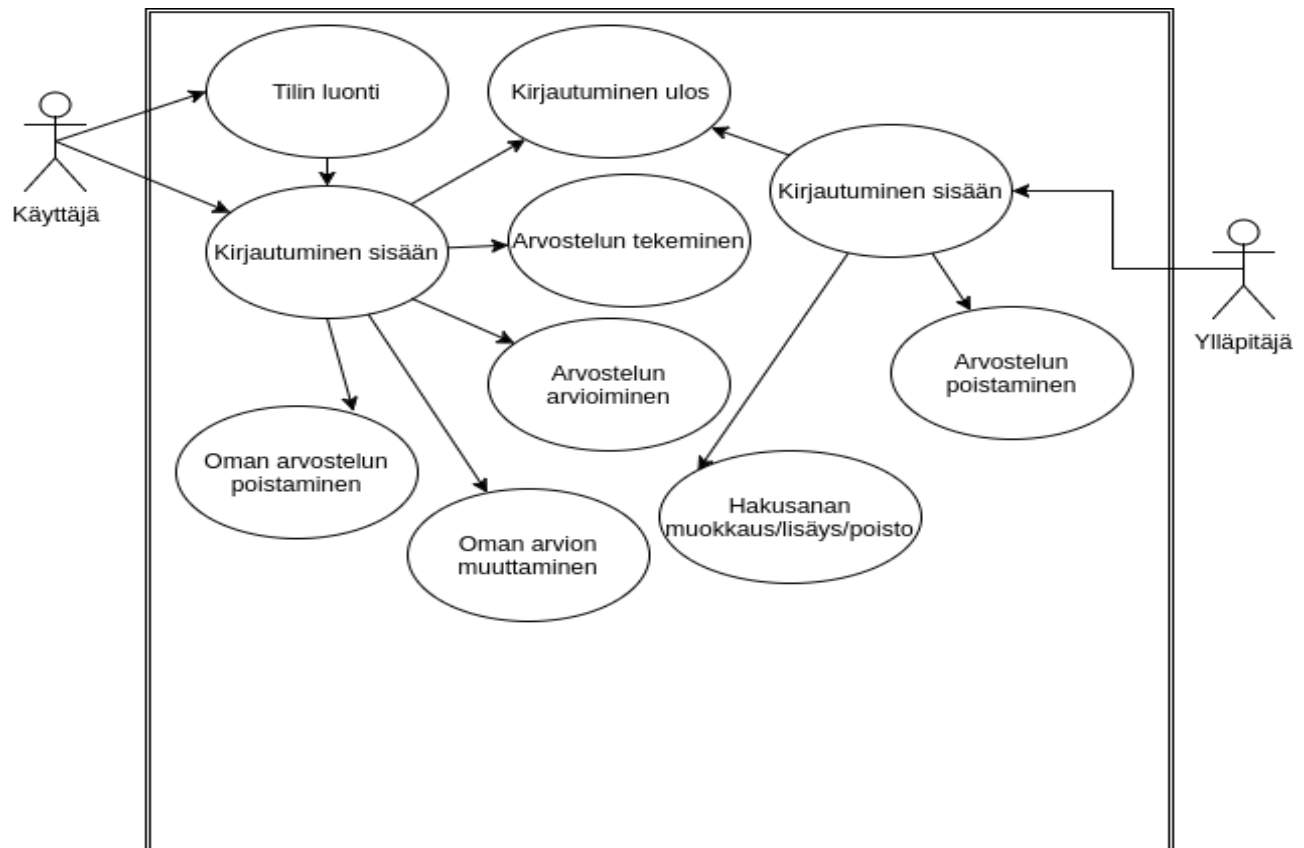 Tilin luonti
Kirjautuminen ulos
Käyttäjä
Kirjautuminen sisään
Kirjautuminen sisään
Arvostelun tekeminen
Ylläpitäjä
Arvostelun
arvioiminen
Arvostelun
poistaminen
Oman arvostelun
poistaminen
Hakusanan
muokkaus/lisäys/poisto
Oman arvion
muuttaminen